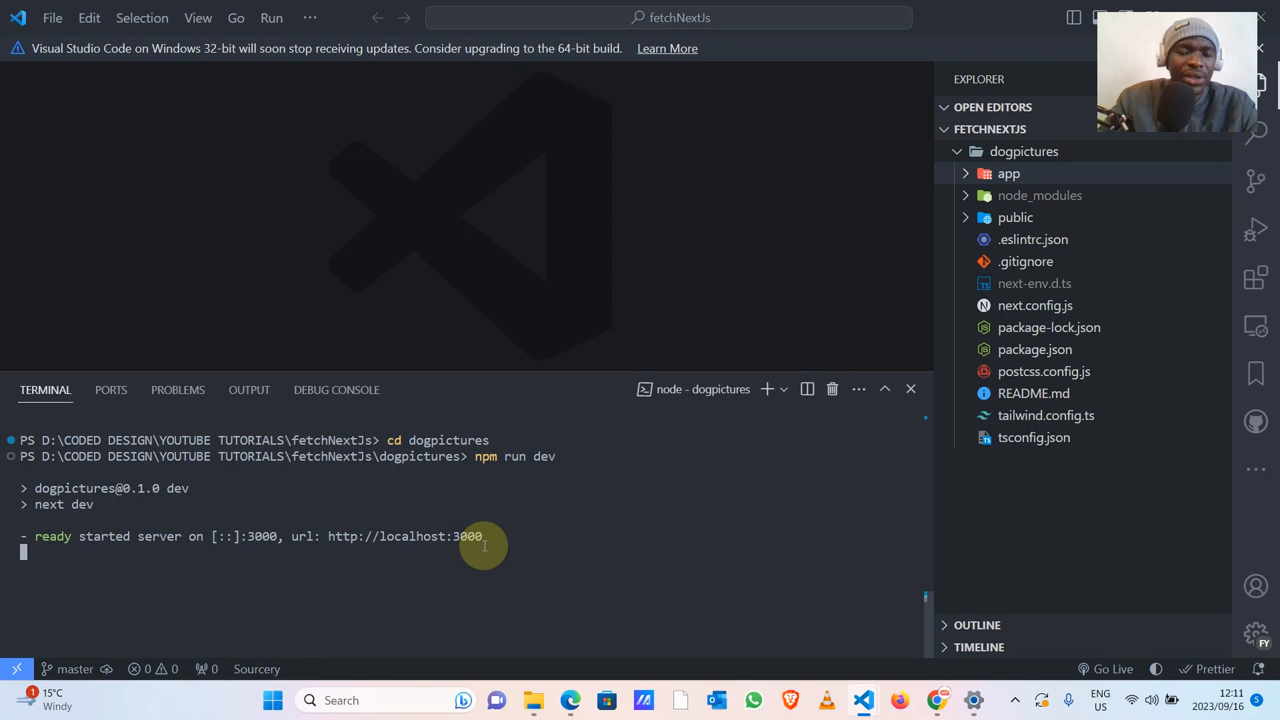 File Edit Selection View Go Run ··· fetchNextJs
Visual Studio Code on Windows 32-bit will soon stop receiving updates. Consider upgrading to the 64-bit build. Learn More
EXPLORER
OPEN EDITORS
FETCHNEXTJS
dogpictures
app
node_modules
public
.eslintrc.json
.gitignore
TS next-env.d.ts
N next.config.js
package-lock.json
package.json
postcss.config.js
README.md
tailwind.config.ts
TS tsconfig.json
OUTLINE
TIMELINE
TERMINAL PORTS PROBLEMS OUTPUT DEBUG CONSOLE node - dogpictures
PS D:\CODED DESIGN\YOUTUBE TUTORIALS\fetchNextJs> cd dogpictures
PS D:\CODED DESIGN\YOUTUBE TUTORIALS\fetchNextJs\dogpictures> npm run dev
> dogpictures@0.1.0 dev
> next dev
- ready started server on [::]:3000, url: http://localhost:3000
FY
master 0 0 0 Sourcery Go Live Prettier
1 15°C
Windy
Search
ENG
US
12:11
2023/09/16
5